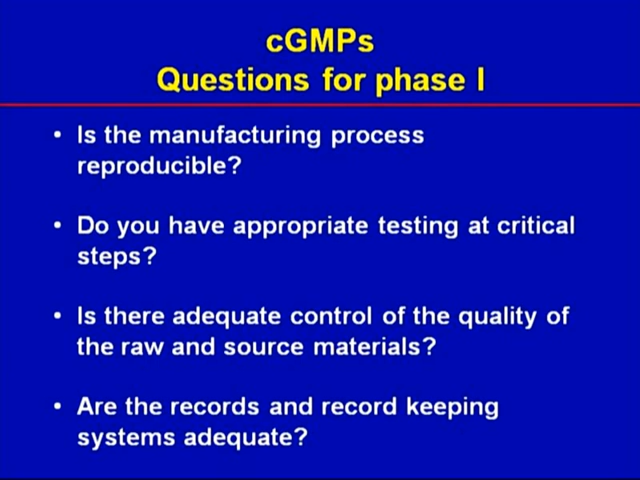 cGMPs
Questions for phase I
• Is the manufacturing process
reproducible?
• Do you have appropriate testing at critical
steps?
• Is there adequate control of the quality of
the raw and source materials?
• Are the records and record keeping
systems adequate?